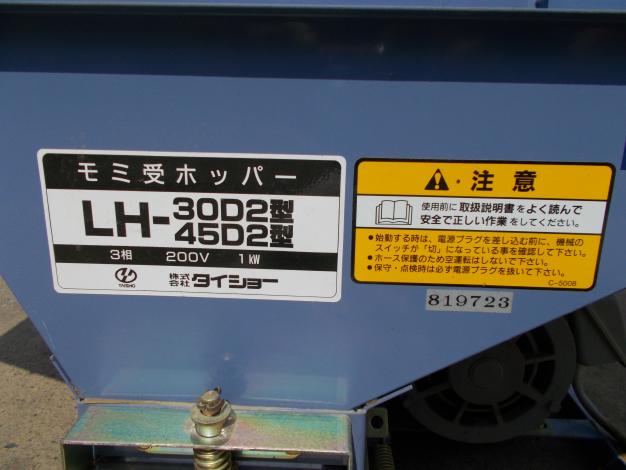 モミ受ホッパー
LH-30D2型
45D2型
3相 200V 1kW
TAISHO 株式会社 タイショー
⚠・注意
使用前に取扱説明書をよく読んで
安全で正しい作業をしてください。
●始動する時は、電源プラグを差し込む前に、機械の
スイッチが「切」になっている事を確認して下さい。
●ホース保護のため空運転はしないで下さい。
●保守・点検時は必ず電源プラグを抜いて下さい。
C-5008
819723